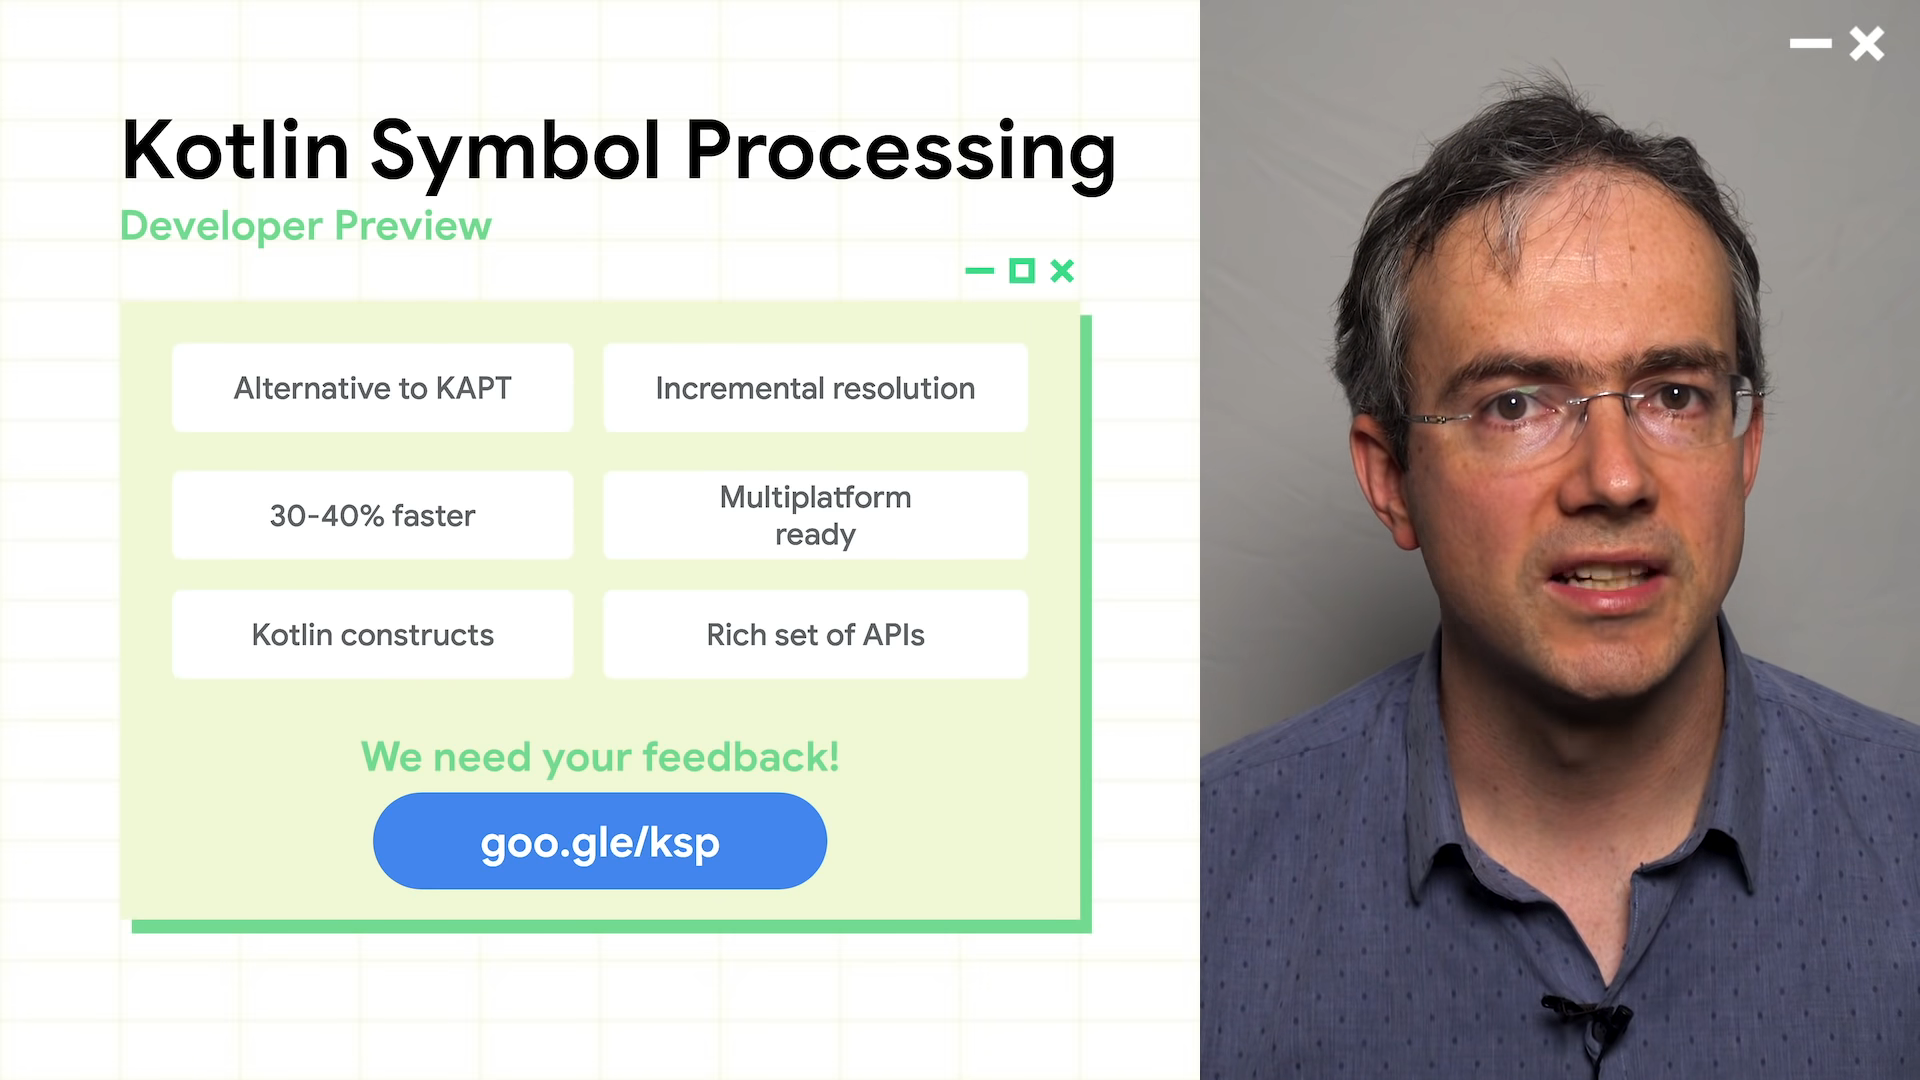 Kotlin Symbol Processing
Developer Preview
Alternative to KAPT
Incremental resolution
30-40% faster
Multiplatform
ready
Kotlin constructs
Rich set of APIs
We need your feedback!
goo.gle/ksp